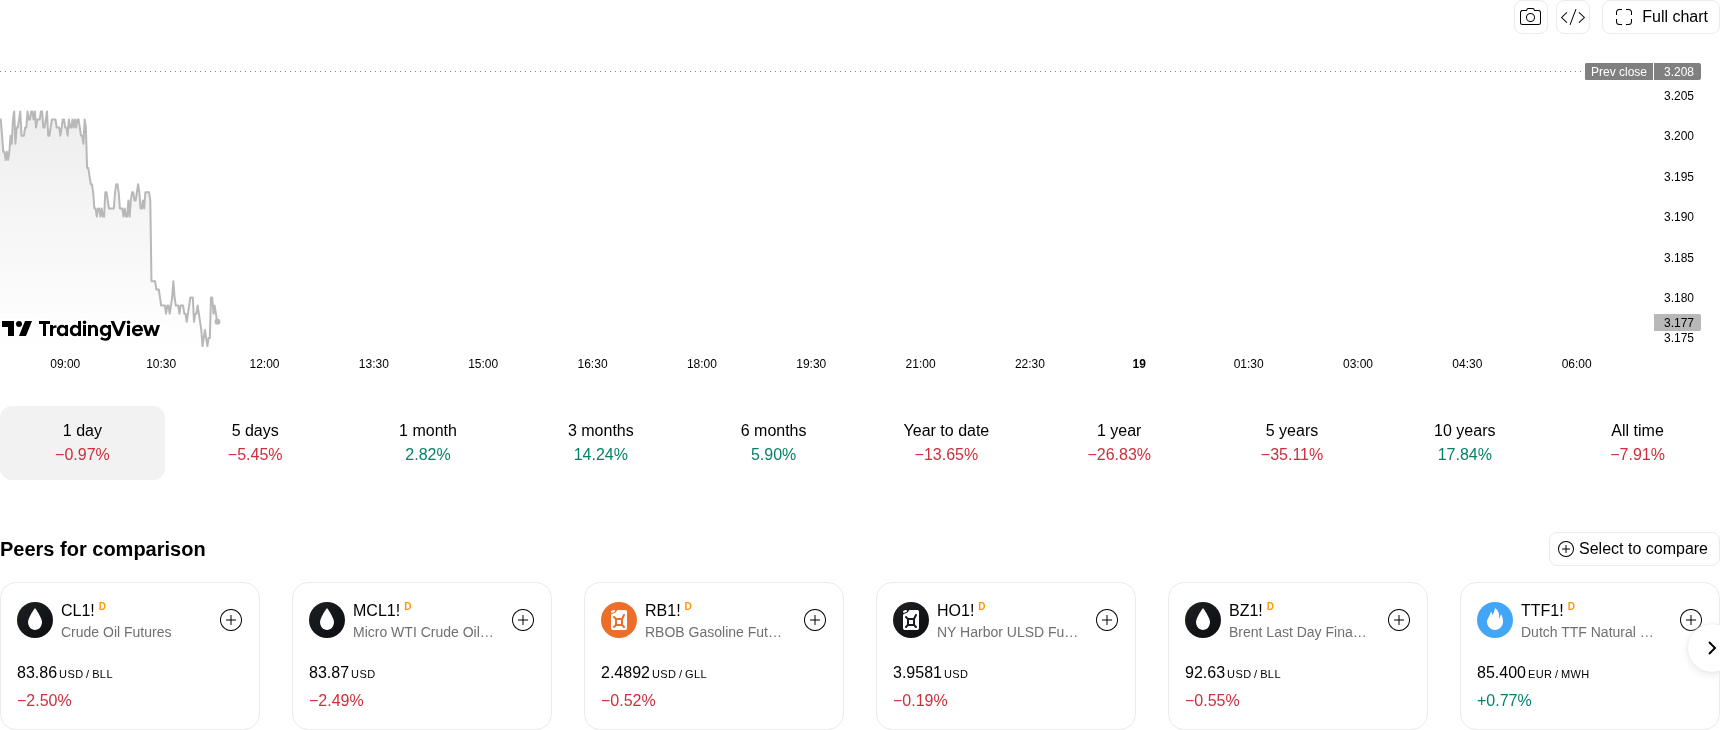 Full chart
Prev close 3.208
3.205
3.200
3.195
3.190
3.185
3.180
3.177
3.175
TradingView
09:00 10:30 12:00 13:30 15:00 16:30 18:00 19:30 21:00 22:30 19 01:30 03:00 04:30 06:00
1 day 5 days 1 month 3 months 6 months Year to date 1 year 5 years 10 years All time
−0.97% −5.45% 2.82% 14.24% 5.90% −13.65% −26.83% −35.11% 17.84% −7.91%
Peers for comparison
Select to compare
CL1! D
Crude Oil Futures
83.86 USD / BLL
−2.50%
MCL1! D
Micro WTI Crude Oil…
83.87 USD
−2.49%
RB1! D
RBOB Gasoline Fut…
2.4892 USD / GLL
−0.52%
HO1! D
NY Harbor ULSD Fu…
3.9581 USD
−0.19%
BZ1! D
Brent Last Day Fina…
92.63 USD / BLL
−0.55%
TTF1! D
Dutch TTF Natural …
85.400 EUR / MWH
+0.77%